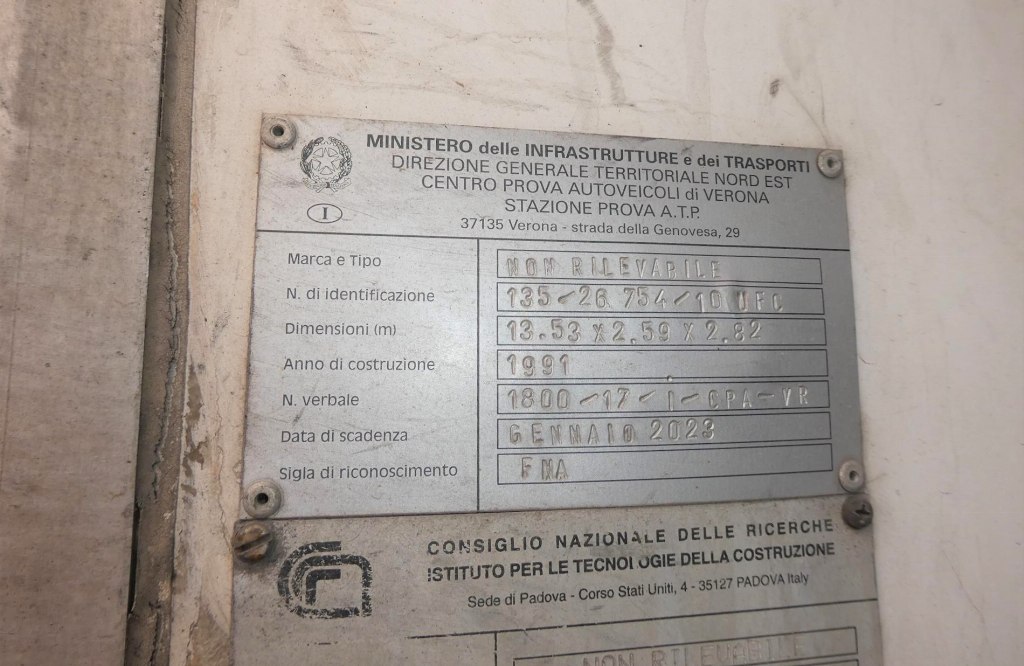 MINISTERO delle INFRASTRUTTURE e dei TRASPORTI
DIREZIONE GENERALE TERRITORIALE NORD EST
CENTRO PROVA AUTOVEICOLI di VERONA
STAZIONE PROVA A.T.P.
I
37135 Verona - strada della Genovesa, 29
Marca e Tipo NON RILEVABILE
N. di identificazione 135-26 754/10 UFC
Dimensioni (m) 13.53 X 2.59 X 2.82
Anno di costruzione 1991
N. verbale 1800-17-I-CPA-VR
Data di scadenza GENNAIO 2023
Sigla di riconoscimento FNA
CONSIGLIO NAZIONALE DELLE RICERCHE
ISTITUTO PER LE TECNOLOGIE DELLA COSTRUZIONE
Sede di Padova - Corso Stati Uniti, 4 - 35127 PADOVA Italy
NON RILEVABILE